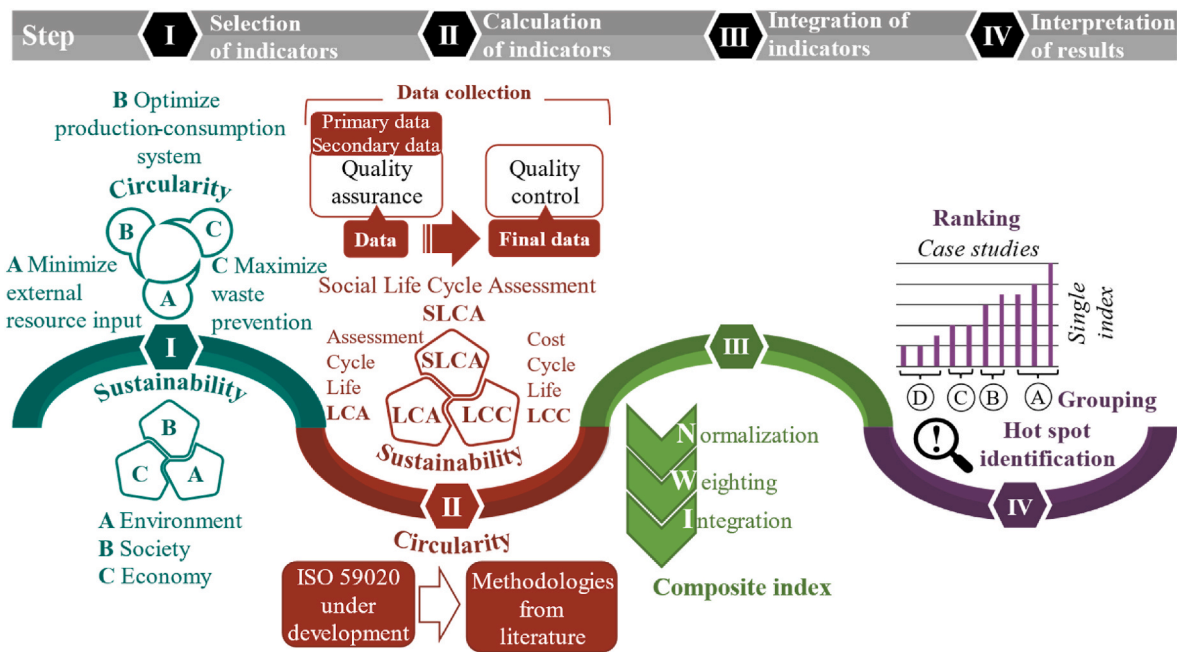 Step
I
Selection
of indicators
II
Calculation
of indicators
III
Integration of
indicators
IV
Interpretation
of results
B Optimize
production-consumption
system
Circularity
B
C
A
A Minimize
external
resource input
C Maximize
waste
prevention
I
Sustainability
B
C
A
A Environment
B Society
C Economy
Data collection
Primary data
Secondary data
Quality
assurance
Data
Quality
control
Final data
Social Life Cycle Assessment
SLCA
Assessment
Cycle
Life
LCA
SLCA
LCA
LCC
Cost
Cycle
Life
LCC
Sustainability
II
Circularity
ISO 59020
under
development
Methodologies
from
literature
III
Normalization
Weighting
Integration
Composite index
Ranking
Case studies
Single
index
D
C
B
A
Grouping
!
Hot spot
identification
IV